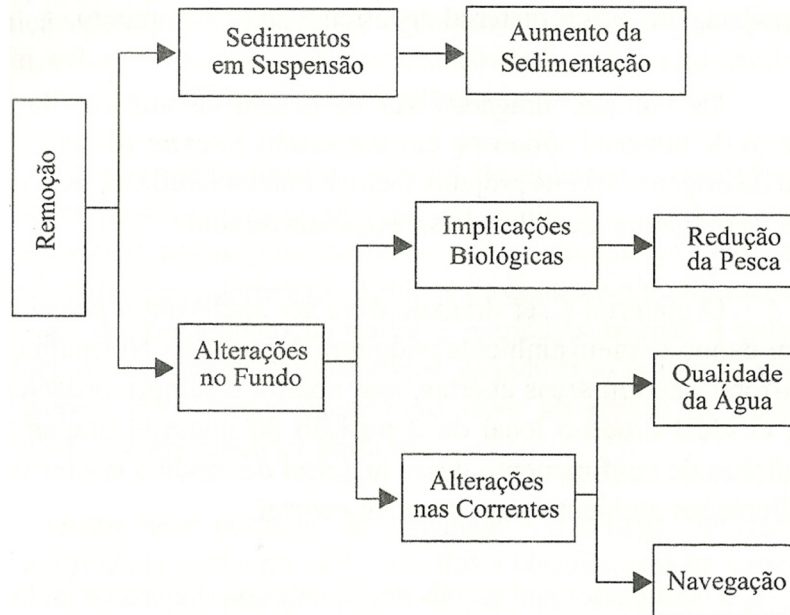 Sedimentos
em Suspensão
Aumento da
Sedimentação
Remoção
Implicações
Biológicas
Redução
da Pesca
Alterações
no Fundo
Qualidade
da Água
Alterações
nas Correntes
Navegação